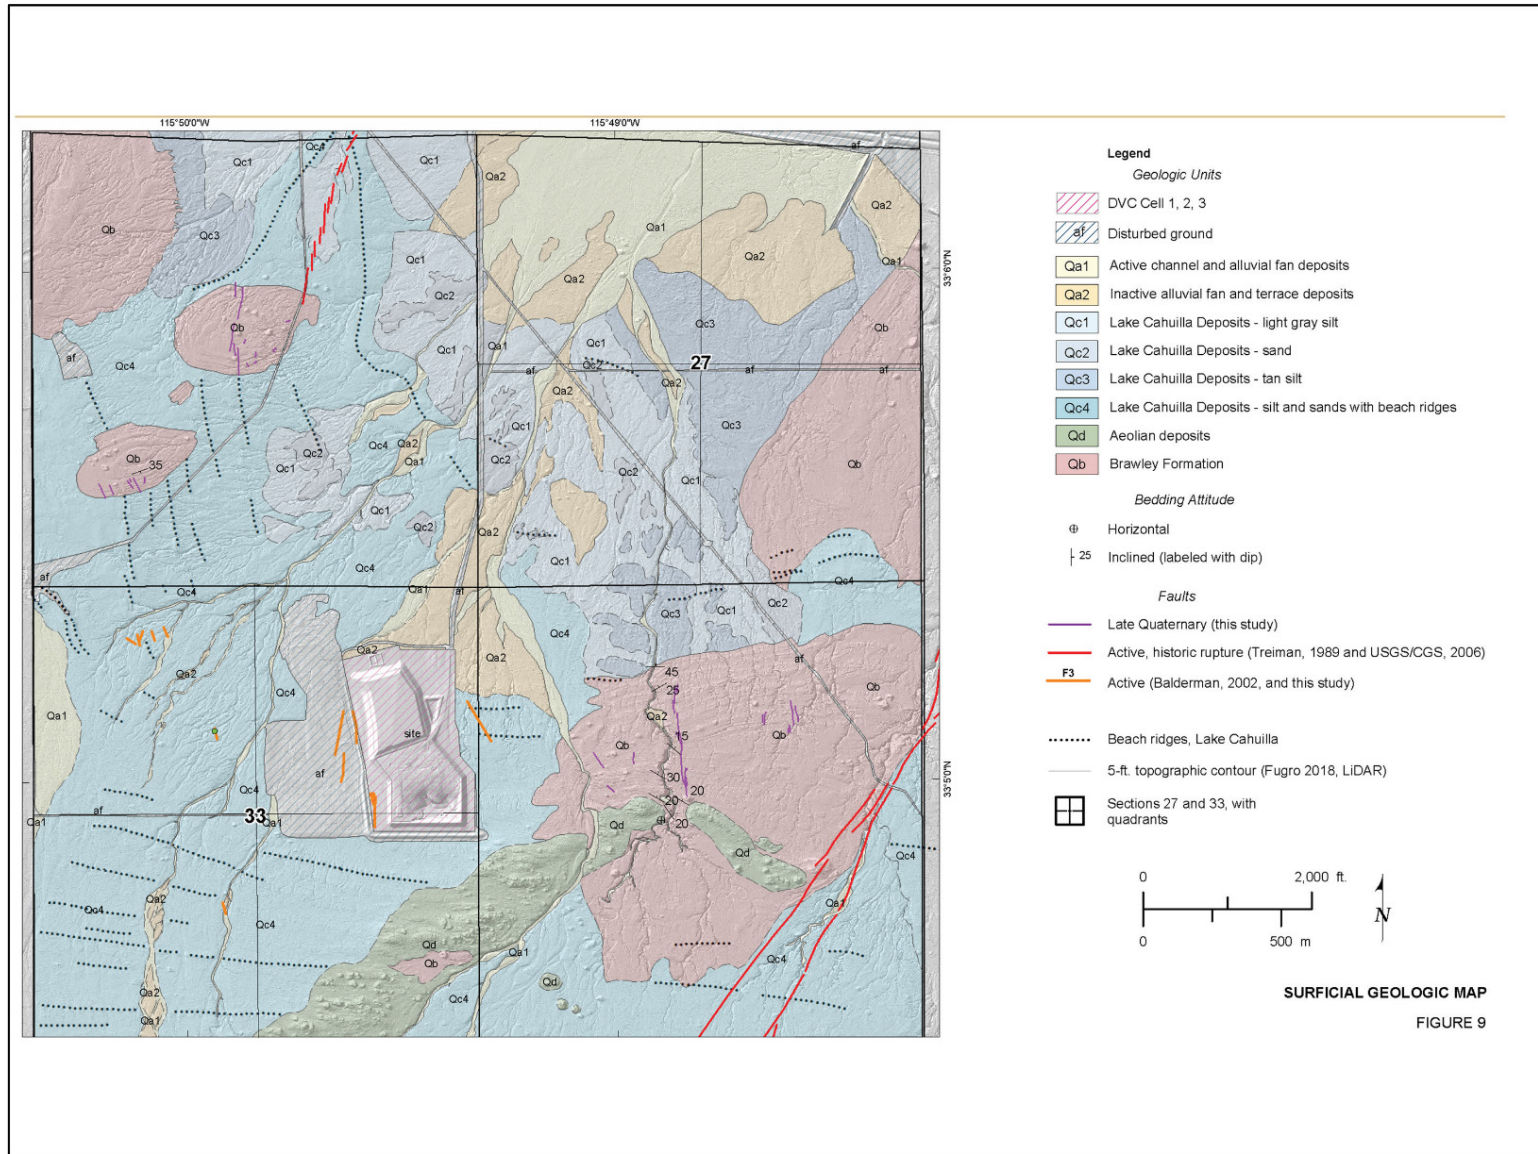 115°50'0"W
115°49'0"W
Qc1
Qc4
Qc1
af
Qa2
Qa2
Qb
Qc3
Qa1
Qc1
Qa2
Qa1
33°6'0"N
Qa2
Qc2
Qb
Qc3
Qb
Qc1
Qa1
Qc1
af
Qc4
Qc2
27
af
af
af
Qa2
Qa2
Qc1
Qc3
Qc4
Qa2
Qb
35
Qc1
Qc2
Qa1
Qc2
Qc2
Qb
Qc1
Qc1
Qc2
Qa2
Qc1
Qc4
af
Qc4
Qa1
af
Qc4
Qc3
Qc1
Qc2
Qc4
Qa2
af
Qa2
Qa2
45
25
Qb
Qc4
Qa1
Qa2
site
15
Qb
Qb
af
30
33°5'0"N
Qc4
20
20
af
Qa1
33
Qa1
Qd
20
Qd
Qc4
Qa2
Qc4
Qc4
Qa1
Qd
Qb
Qa1
Qc4
Qd
Qa2
Qc4
Qa1
Legend
Geologic Units
DVC Cell 1, 2, 3
af Disturbed ground
Qa1 Active channel and alluvial fan deposits
Qa2 Inactive alluvial fan and terrace deposits
Qc1 Lake Cahuilla Deposits - light gray silt
Qc2 Lake Cahuilla Deposits - sand
Qc3 Lake Cahuilla Deposits - tan silt
Qc4 Lake Cahuilla Deposits - silt and sands with beach ridges
Qd Aeolian deposits
Qb Brawley Formation
Bedding Attitude
Horizontal
25 Inclined (labeled with dip)
Faults
Late Quaternary (this study)
Active, historic rupture (Treiman, 1989 and USGS/CGS, 2006)
F3 Active (Balderman, 2002, and this study)
Beach ridges, Lake Cahuilla
5-ft. topographic contour (Fugro 2018, LiDAR)
Sections 27 and 33, with
quadrants
0 2,000 ft.
0 500 m
N
SURFICIAL GEOLOGIC MAP
FIGURE 9